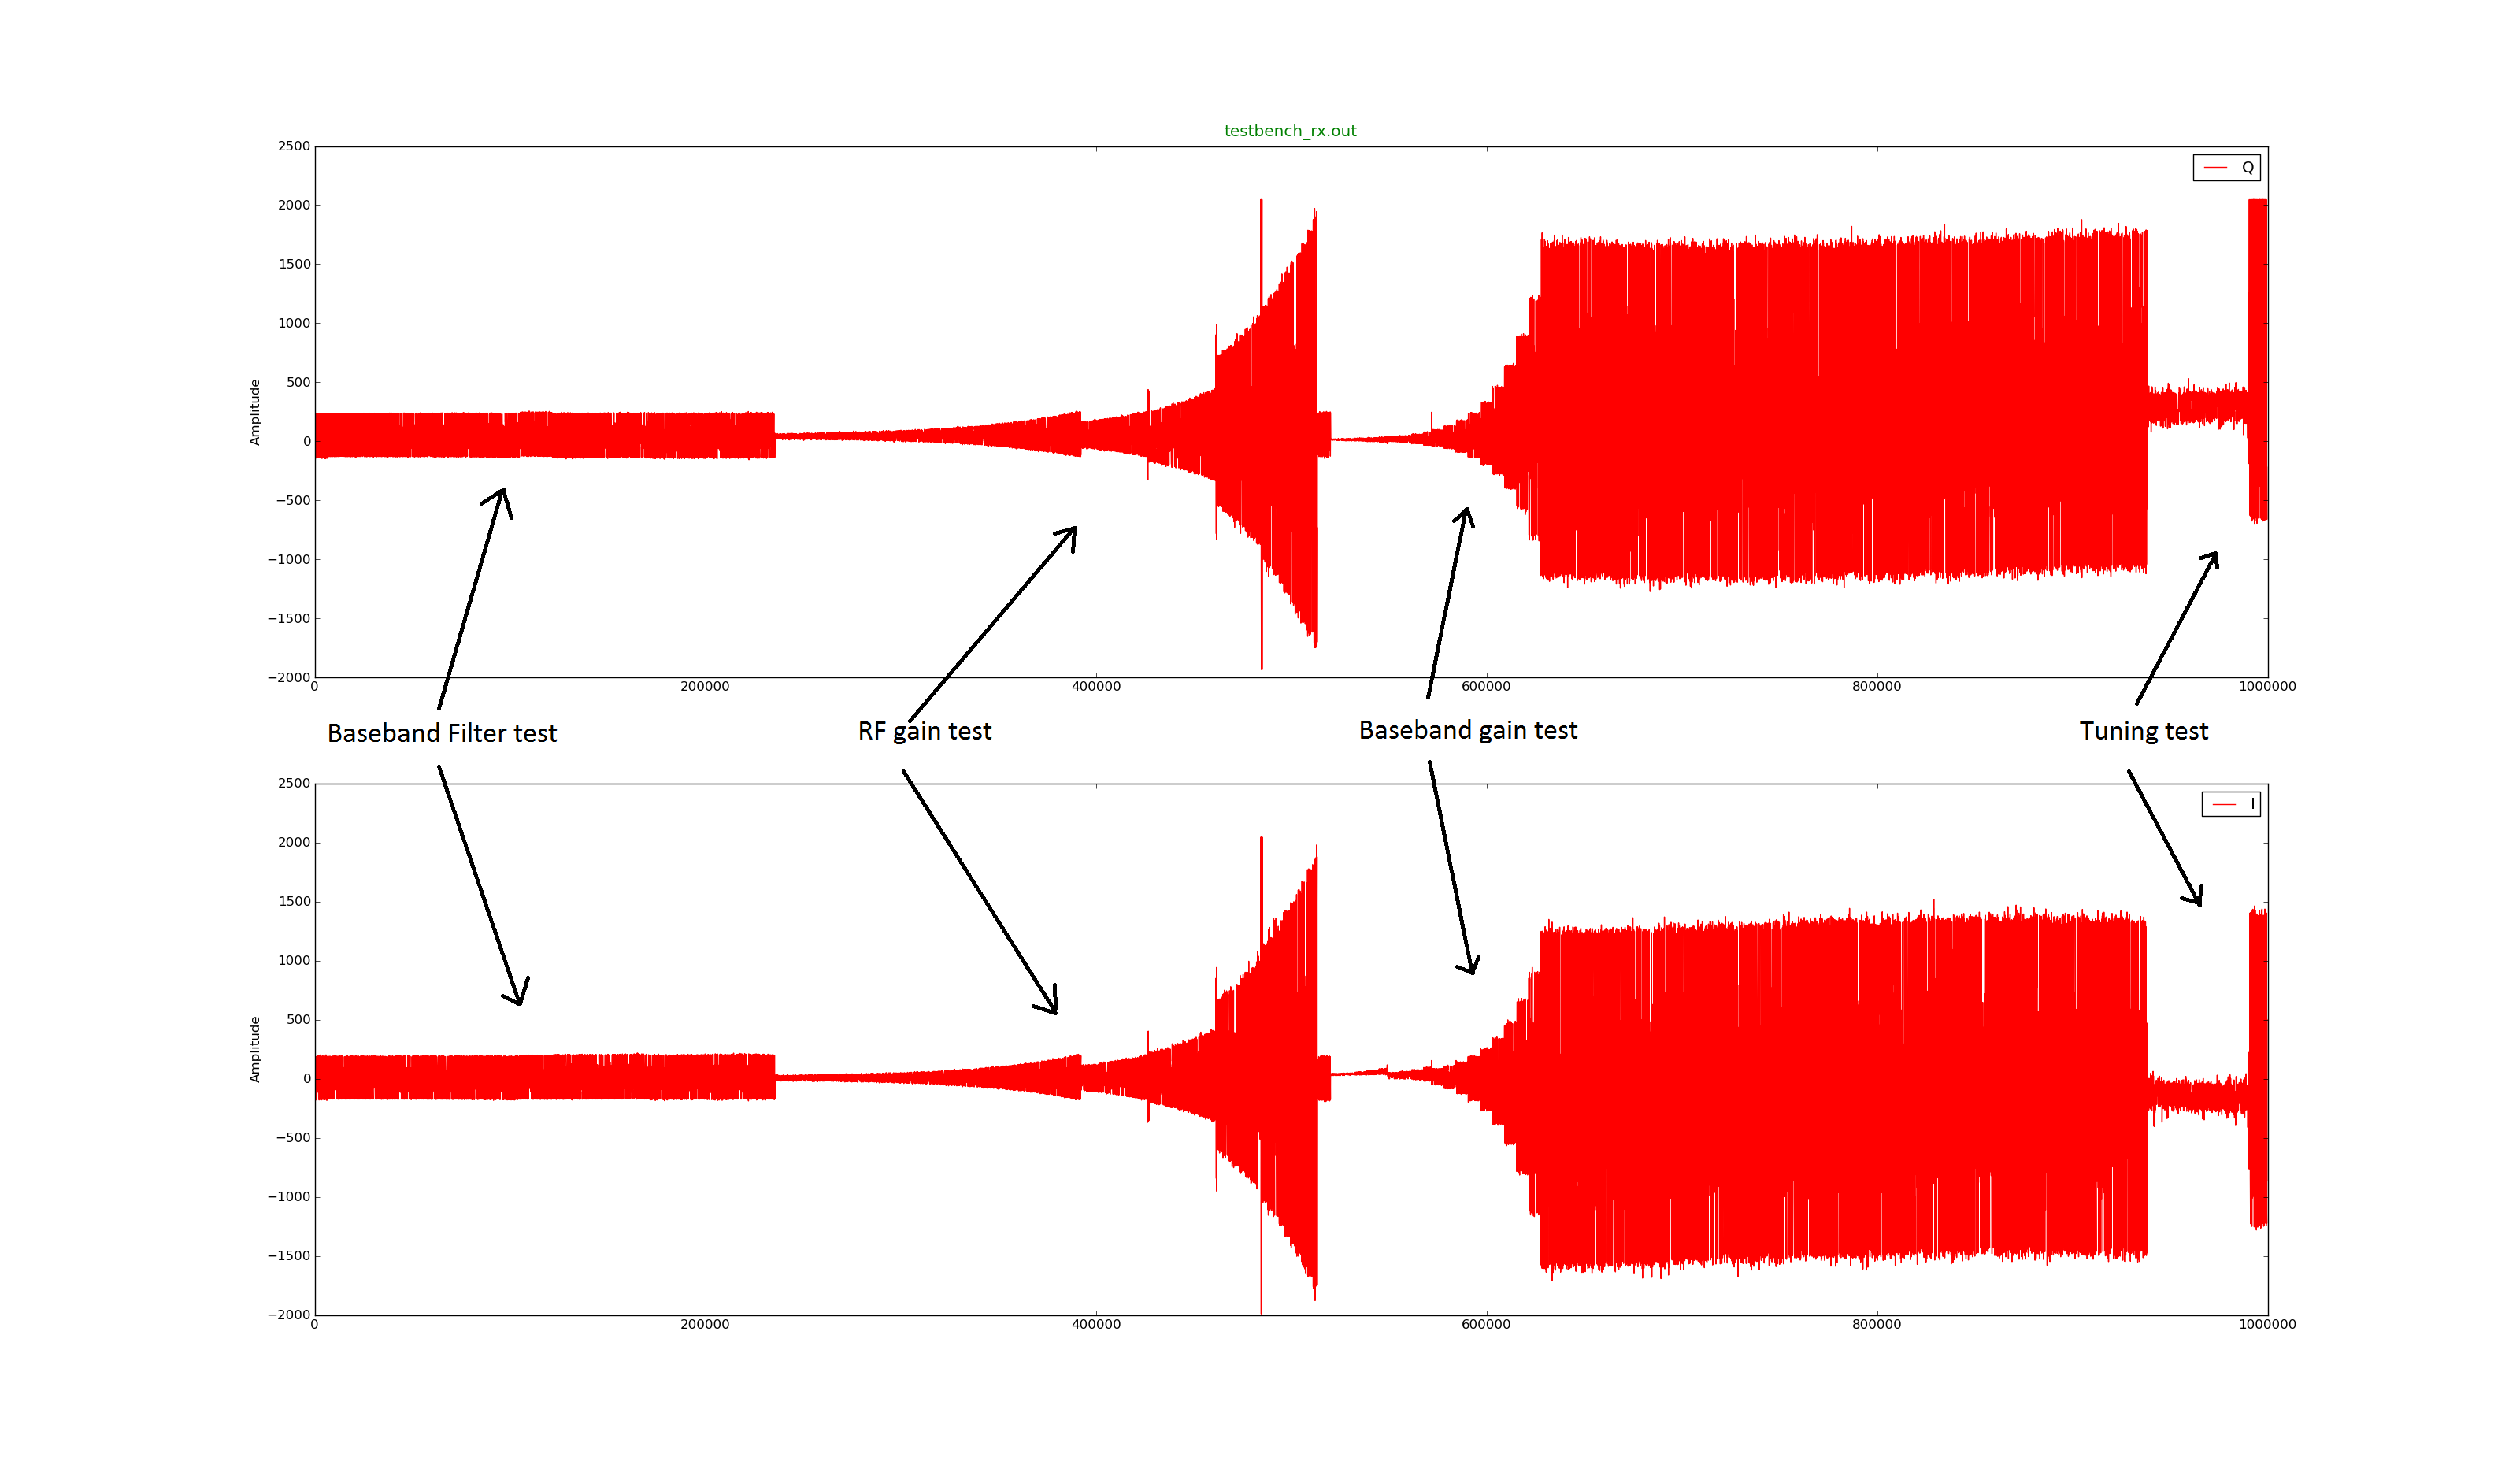 testbench_rx.out
2500
2000
1500
1000
500
0
−500
−1000
−1500
−2000
Amplitude
Q
0 200000 400000 600000 800000 1000000
Baseband Filter test
RF gain test
Baseband gain test
Tuning test
2500
2000
1500
1000
500
0
−500
−1000
−1500
−2000
Amplitude
I
0 200000 400000 600000 800000 1000000